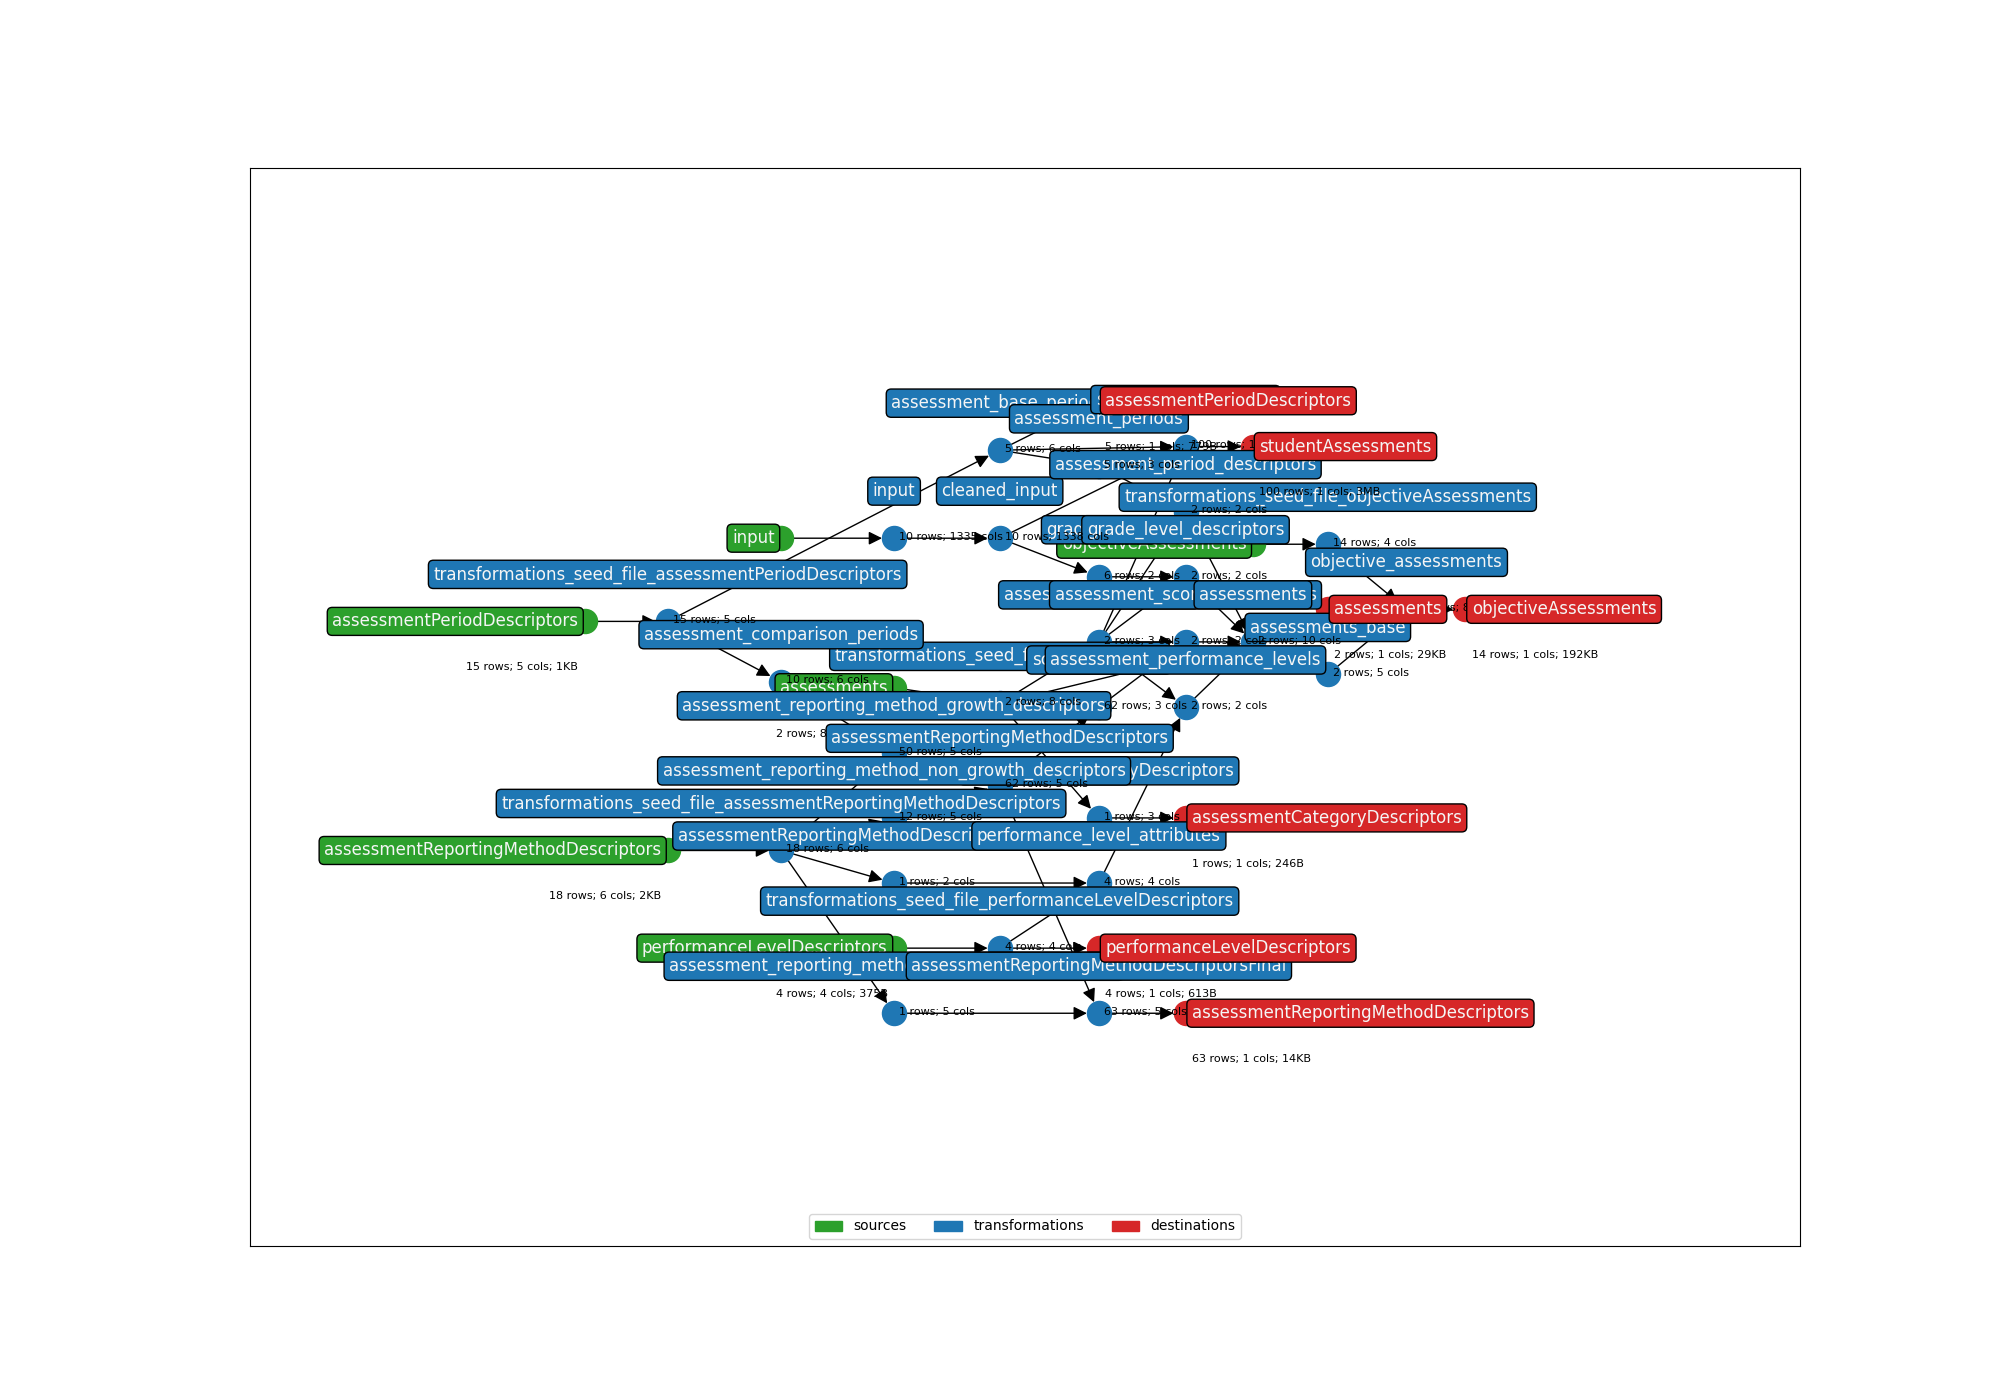 assessment_base_perio
assessmentPeriodDescriptors
assessment_periods
5 rows; 6 cols
5 rows; 1
100 rows; 1
studentAssessments
assessment_period_descriptors
input
cleaned_input
100 rows; 1 cols; 3MB
transformations_seed_file_objectiveAssessments
2 rows; 2 cols
grade_level_descriptors
input
10 rows; 1335 cols
10 rows; 1338 cols
objectiveAssessments
14 rows; 4 cols
objective_assessments
transformations_seed_file_assessmentPeriodDescriptors
6 rows; 2 cols
2 rows; 2 cols
assessment_scor
assessments
assessments
objectiveAssessments
assessmentPeriodDescriptors
15 rows; 5 cols
assessment_comparison_periods
assessments_base
2 rows; 3 cols
2 rows; 2 cols
2 rows; 10 cols
transformations_seed_f
assessment_performance_levels
2 rows; 1 cols; 29KB
14 rows; 1 cols; 192KB
15 rows; 5 cols; 1KB
10 rows; 6 cols
assessments
2 rows; 5 cols
assessment_reporting_method_growth_descriptors
2 rows; 8 cols
62 rows; 3 cols
2 rows; 2 cols
2 rows; 8
assessmentReportingMethodDescriptors
50 rows; 5 cols
assessment_reporting_method_non_growth_descriptors
yDescriptors
62 rows; 5 cols
transformations_seed_file_assessmentReportingMethodDescriptors
12 rows; 5 cols
1 rows; 3 cols
assessmentCategoryDescriptors
assessmentReportingMethodDescri
performance_level_attributes
assessmentReportingMethodDescriptors
18 rows; 6 cols
1 rows; 1 cols; 246B
1 rows; 2 cols
4 rows; 4 cols
18 rows; 6 cols; 2KB
transformations_seed_file_performanceLevelDescriptors
performanceLevelDescriptors
4 rows; 4 cols
performanceLevelDescriptors
assessment_reporting_meth
assessmentReportingMethodDescriptorsFinal
4 rows; 4 cols; 375B
4 rows; 1 cols; 613B
1 rows; 5 cols
63 rows; 5 cols
assessmentReportingMethodDescriptors
63 rows; 1 cols; 14KB
sources
transformations
destinations